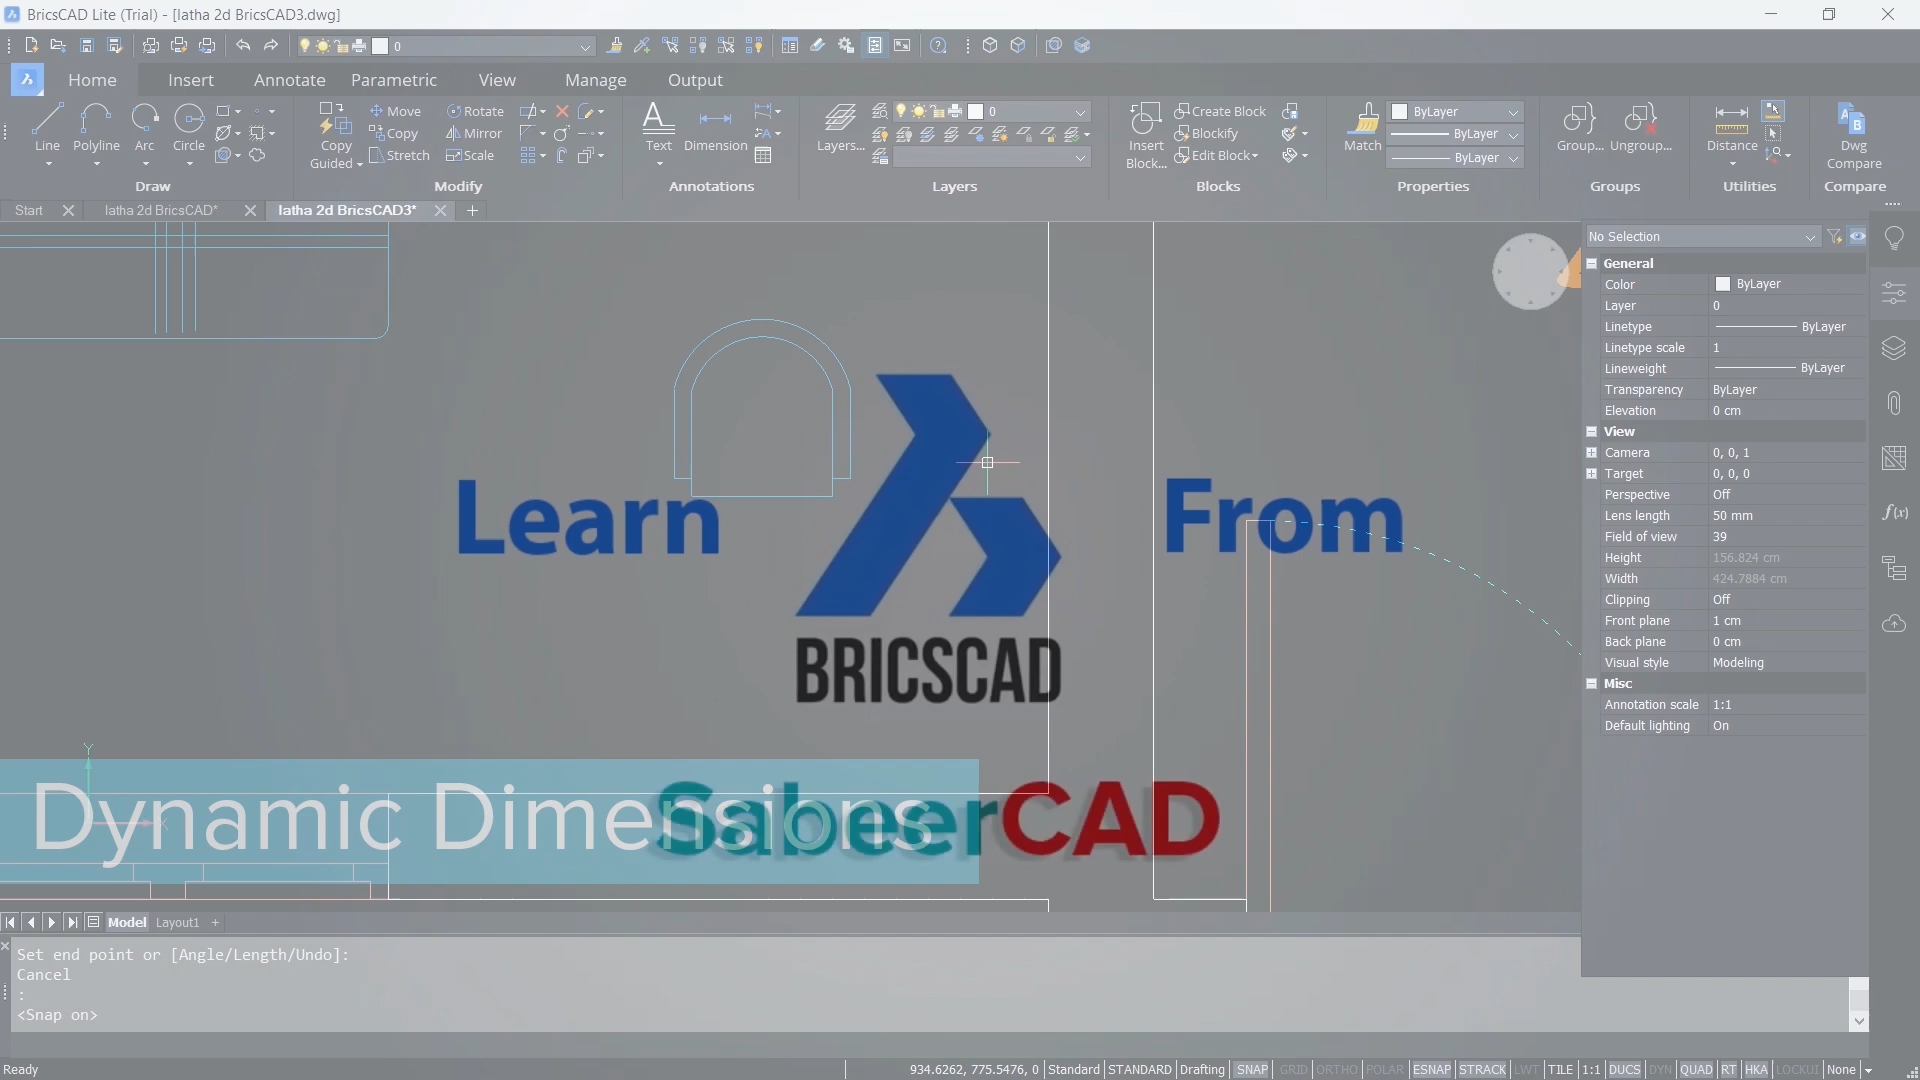 BricsCAD Lite (Trial) - [latha 2d BricsCAD3.dwg]
0
Home Insert Annotate Parametric View Manage Output
Line Polyline Arc Circle
Draw
Copy Guided
Move Rotate
Copy Mirror
Stretch Scale
Modify
Text Dimension
Annotations
Layers...
0
Layers
Insert Block...
Create Block
Blockify
Edit Block
Blocks
Match
ByLayer
ByLayer
ByLayer
Properties
Group... Ungroup...
Groups
Distance
Utilities
Dwg Compare
Compare
Start latha 2d BricsCAD* latha 2d BricsCAD3* +
No Selection
General
Color ByLayer
Layer 0
Linetype ByLayer
Linetype scale 1
Lineweight ByLayer
Transparency ByLayer
Elevation 0 cm
View
Camera 0, 0, 1
Target 0, 0, 0
Perspective Off
Lens length 50 mm
Field of view 39
Height 156.824 cm
Width 424.7884 cm
Clipping Off
Front plane 1 cm
Back plane 0 cm
Visual style Modeling
Misc
Annotation scale 1:1
Default lighting On
f(x)
Learn From
BRICSCAD
Y
X
Dynamic Dimensions
SabeerCAD
Model Layout1 +
Set end point or [Angle/Length/Undo]:
Cancel
:
<Snap on>
Ready 934.6262, 775.5476, 0 Standard STANDARD Drafting SNAP GRID ORTHO POLAR ESNAP STRACK LWT TILE 1:1 DUCS DYN QUAD RT HKA LOCKUI None